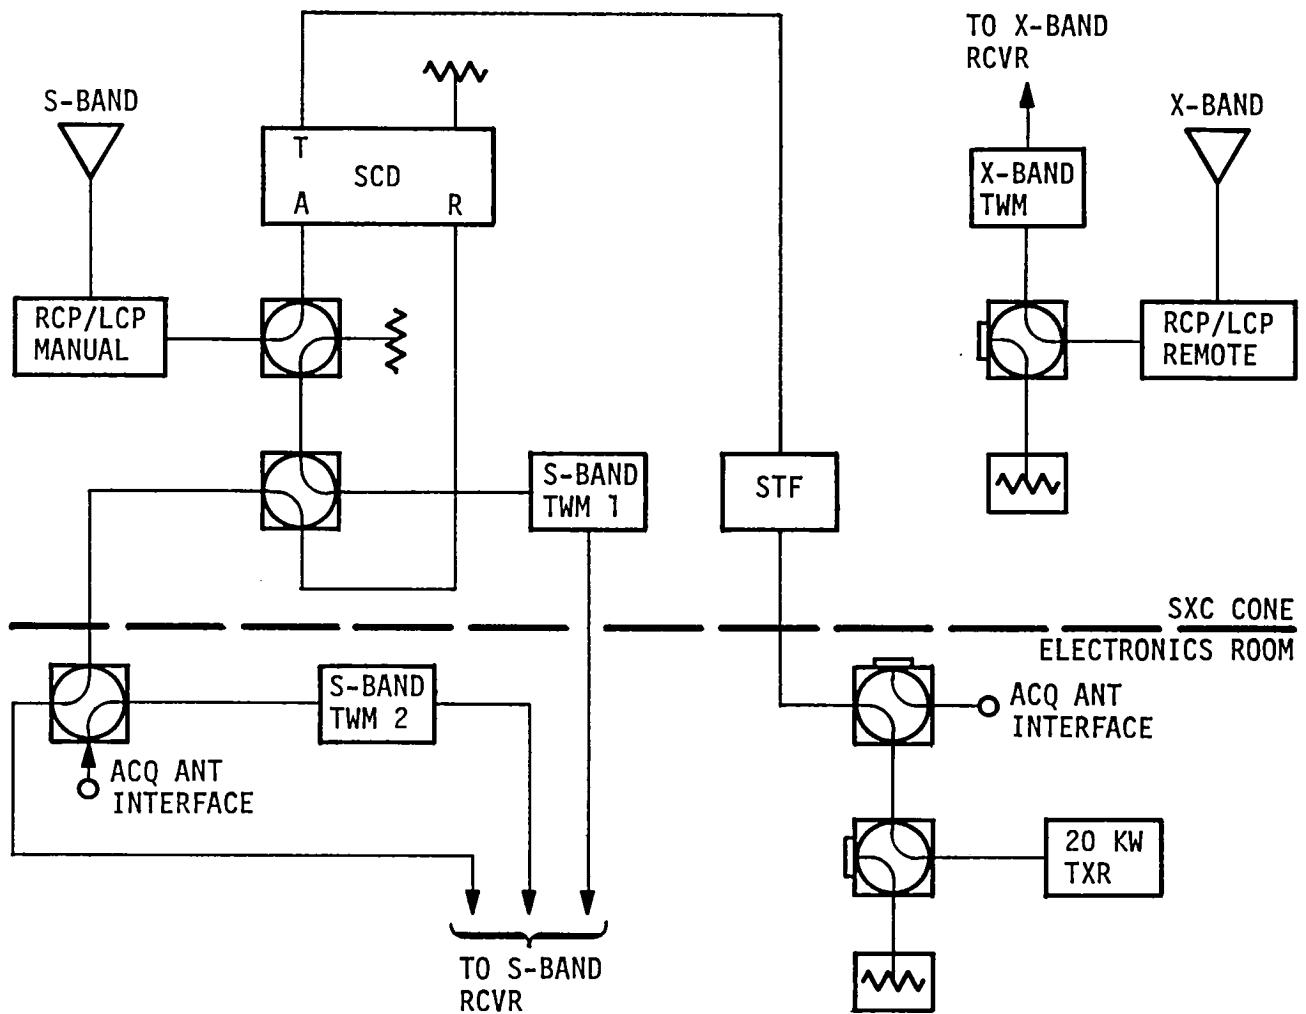 TO X-BAND
RCVR
S-BAND
X-BAND
T
SCD
A
R
X-BAND
TWM
RCP/LCP
MANUAL
RCP/LCP
REMOTE
S-BAND
TWM 1
STF
SXC CONE
ELECTRONICS ROOM
S-BAND
TWM 2
ACQ ANT
INTERFACE
ACQ ANT
INTERFACE
20 KW
TXR
TO S-BAND
RCVR